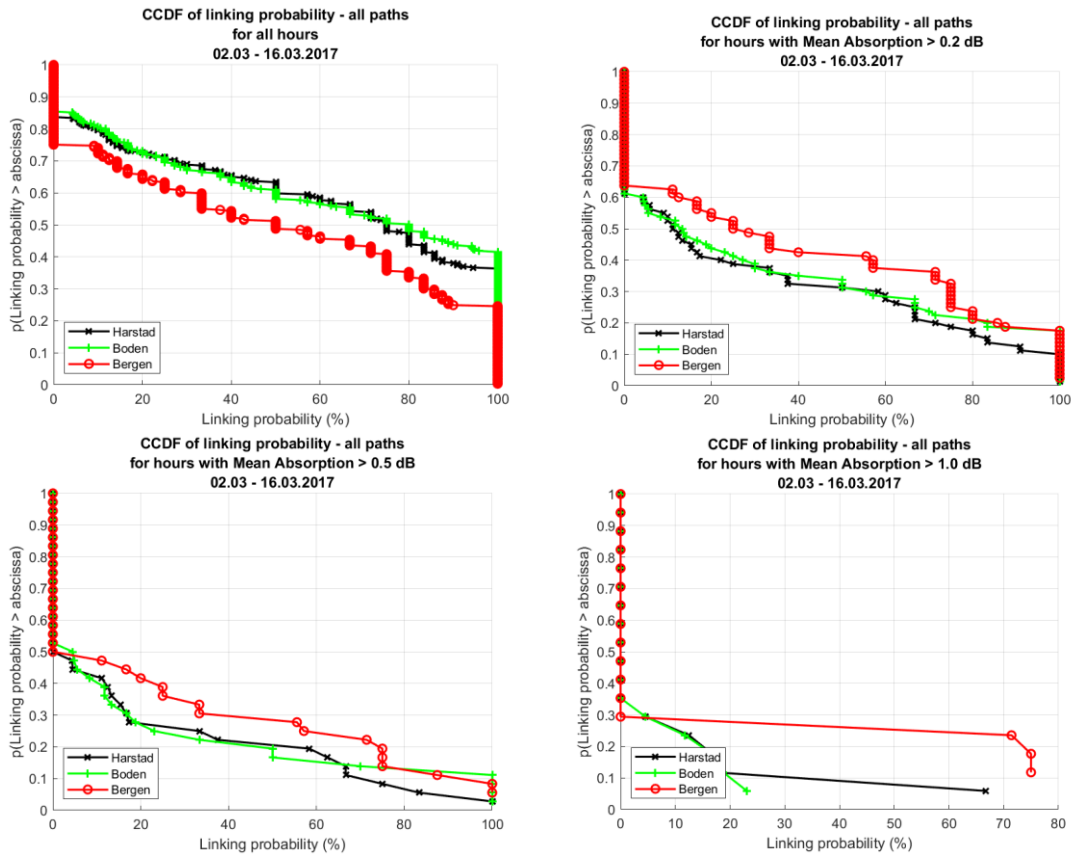 CCDF of linking probability - all paths
for all hours
02.03 - 16.03.2017
p(Linking probability > abscissa)
1
0.9
0.8
0.7
0.6
0.5
0.4
0.3
0.2
0.1
0
Harstad
Boden
Bergen
0 20 40 60 80 100
Linking probability (%)
CCDF of linking probability - all paths
for hours with Mean Absorption > 0.2 dB
02.03 - 16.03.2017
p(Linking probability > abscissa)
1
0.9
0.8
0.7
0.6
0.5
0.4
0.3
0.2
0.1
0
Harstad
Boden
Bergen
0 20 40 60 80 100
Linking probability (%)
CCDF of linking probability - all paths
for hours with Mean Absorption > 0.5 dB
02.03 - 16.03.2017
p(Linking probability > abscissa)
1
0.9
0.8
0.7
0.6
0.5
0.4
0.3
0.2
0.1
0
Harstad
Boden
Bergen
0 20 40 60 80 100
Linking probability (%)
CCDF of linking probability - all paths
for hours with Mean Absorption > 1.0 dB
02.03 - 16.03.2017
p(Linking probability > abscissa)
1
0.9
0.8
0.7
0.6
0.5
0.4
0.3
0.2
0.1
0
Harstad
Boden
Bergen
0 10 20 30 40 50 60 70 80
Linking probability (%)